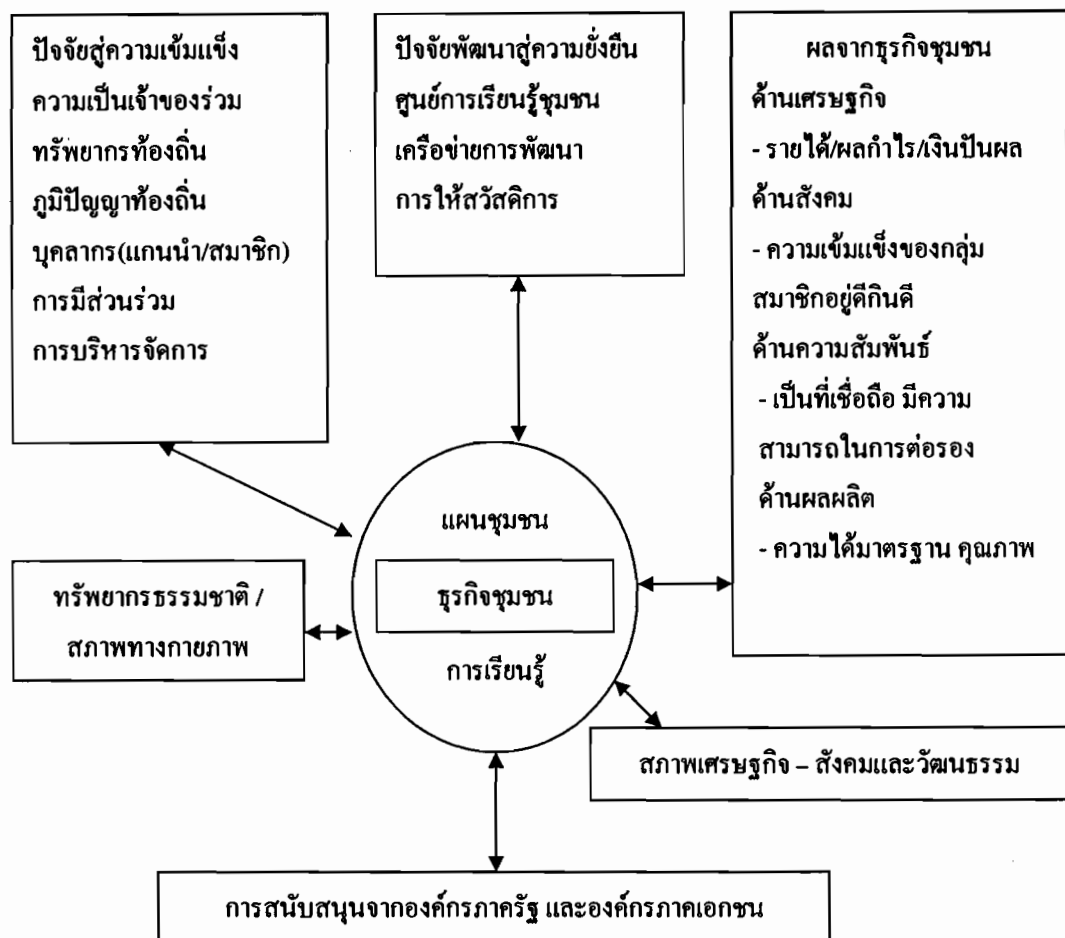 ปัจจัยสู่ความเข้มแข็ง
ความเป็นเจ้าของร่วม
ทรัพยากรท้องถิ่น
ภูมิปัญญาท้องถิ่น
บุคลากร(แกนนำ/สมาชิก)
การมีส่วนร่วม
การบริหารจัดการ
ปัจจัยพัฒนาสู่ความยั่งยืน
ศูนย์การเรียนรู้ชุมชน
เครือข่ายการพัฒนา
การให้สวัสดิการ
ผลจากธุรกิจชุมชน
ด้านเศรษฐกิจ
- รายได้/ผลกำไร/เงินปันผล
ด้านสังคม
- ความเข้มแข็งของกลุ่ม
สมาชิกอยู่ดีกินดี
ด้านความสัมพันธ์
- เป็นที่เชื่อถือ มีความ
สามารถในการต่อรอง
ด้านผลผลิต
- ความได้มาตรฐาน คุณภาพ
แผนชุมชน
ธุรกิจชุมชน
การเรียนรู้
ทรัพยากรธรรมชาติ /
สภาพทางกายภาพ
สภาพเศรษฐกิจ – สังคมและวัฒนธรรม
การสนับสนุนจากองค์กรภาครัฐ และองค์กรภาคเอกชน